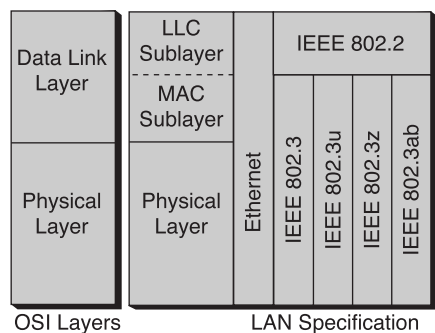 Data Link
Layer
Physical
Layer
LLC
Sublayer
MAC
Sublayer
Physical
Layer
Ethernet
IEEE 802.2
IEEE 802.3
IEEE 802.3u
IEEE 802.3z
IEEE 802.3ab
OSI Layers
LAN Specification